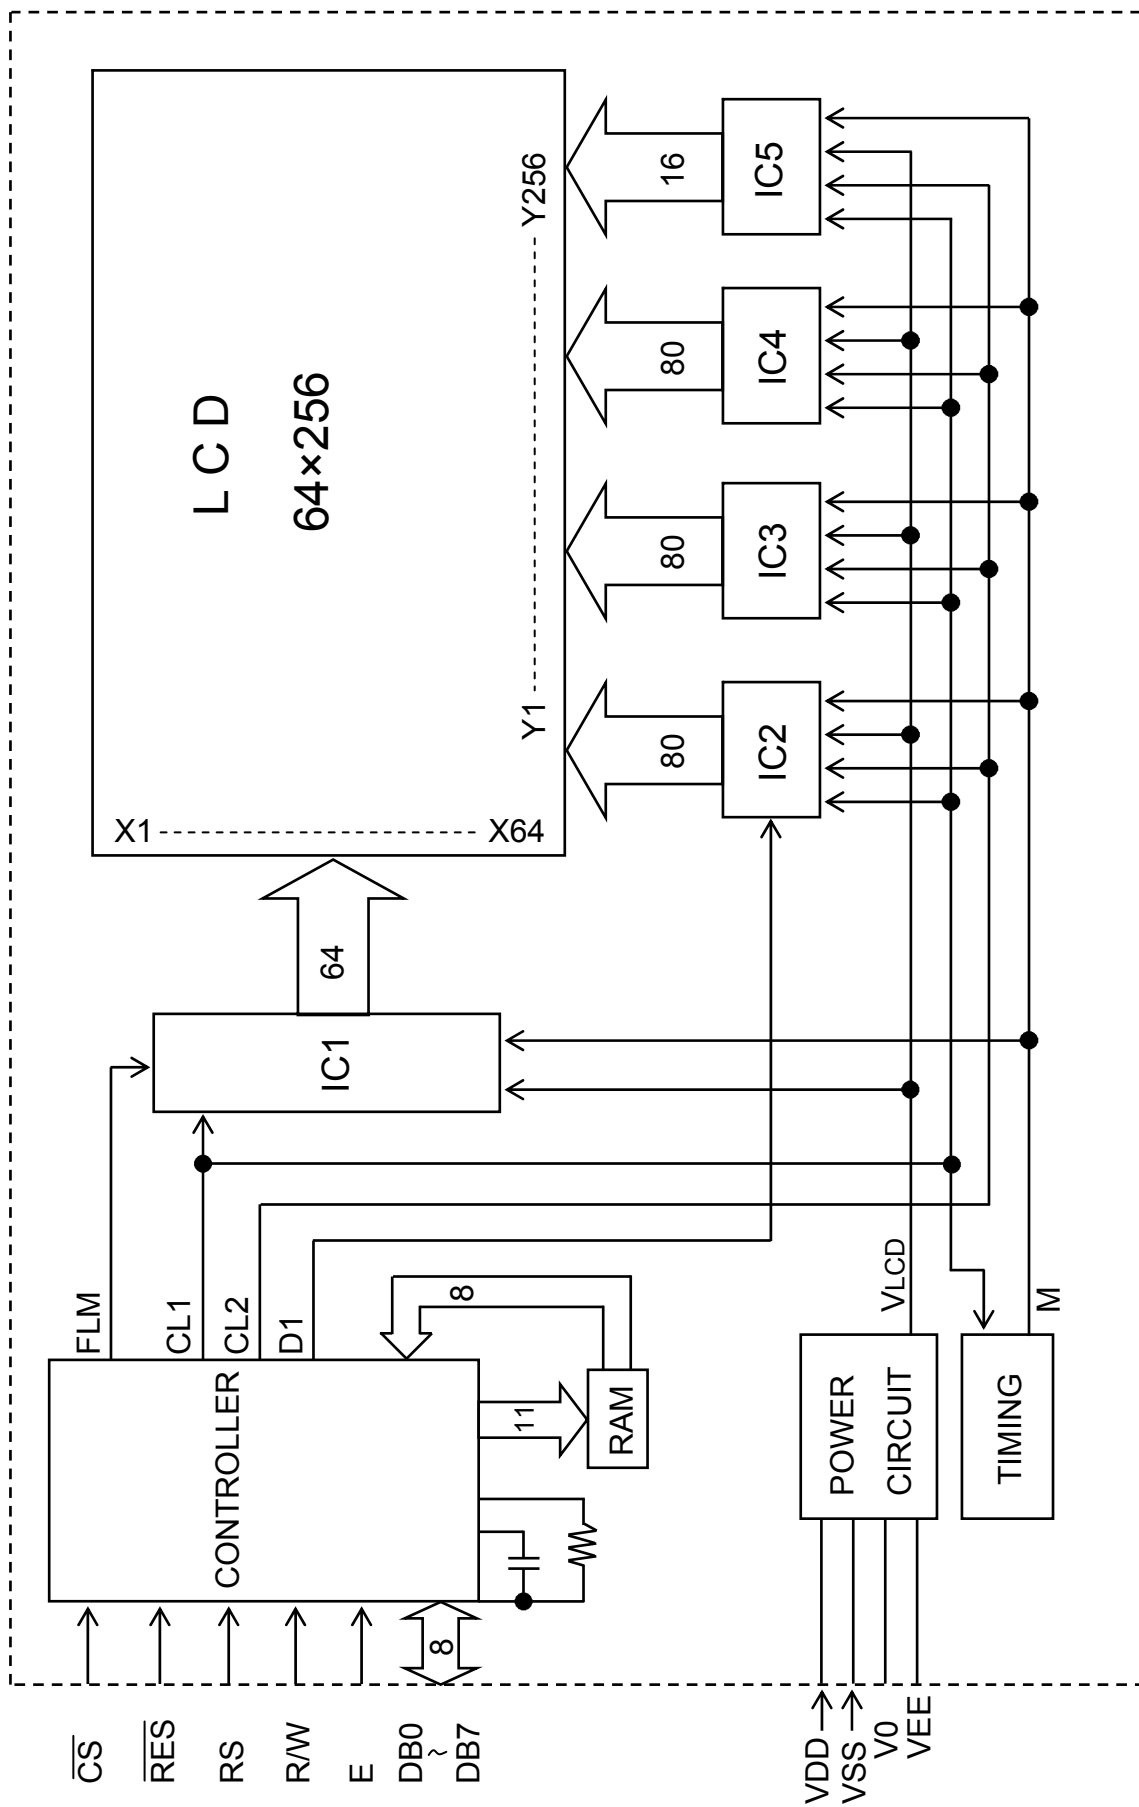 CS
RES
RS
R/W
E
DB0
~
DB7
VDD
VSS
V0
VEE
CONTROLLER
FLM
CL1
CL2
D1
8
8
11
RAM
POWER
CIRCUIT
TIMING
VLCD
M
IC1
64
L C D
64×256
X1
X64
Y1
Y256
80
80
80
16
IC2
IC3
IC4
IC5